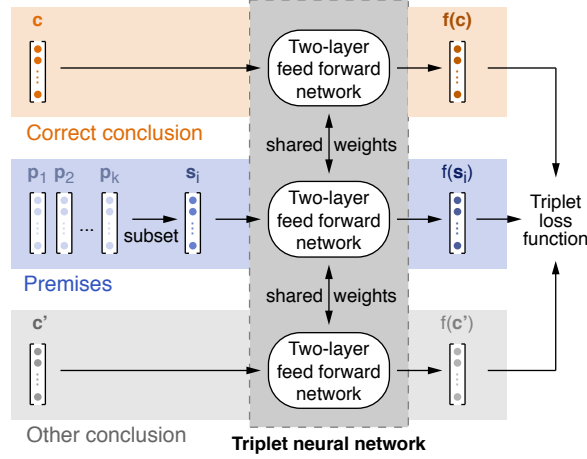 c
f(c)
Two-layer
feed forward
network
Correct conclusion
shared weights
p1 p2 ... pk
subset
si
Two-layer
feed forward
network
f(si)
Triplet
loss
function
Premises
shared weights
c'
Two-layer
feed forward
network
f(c')
Other conclusion
Triplet neural network